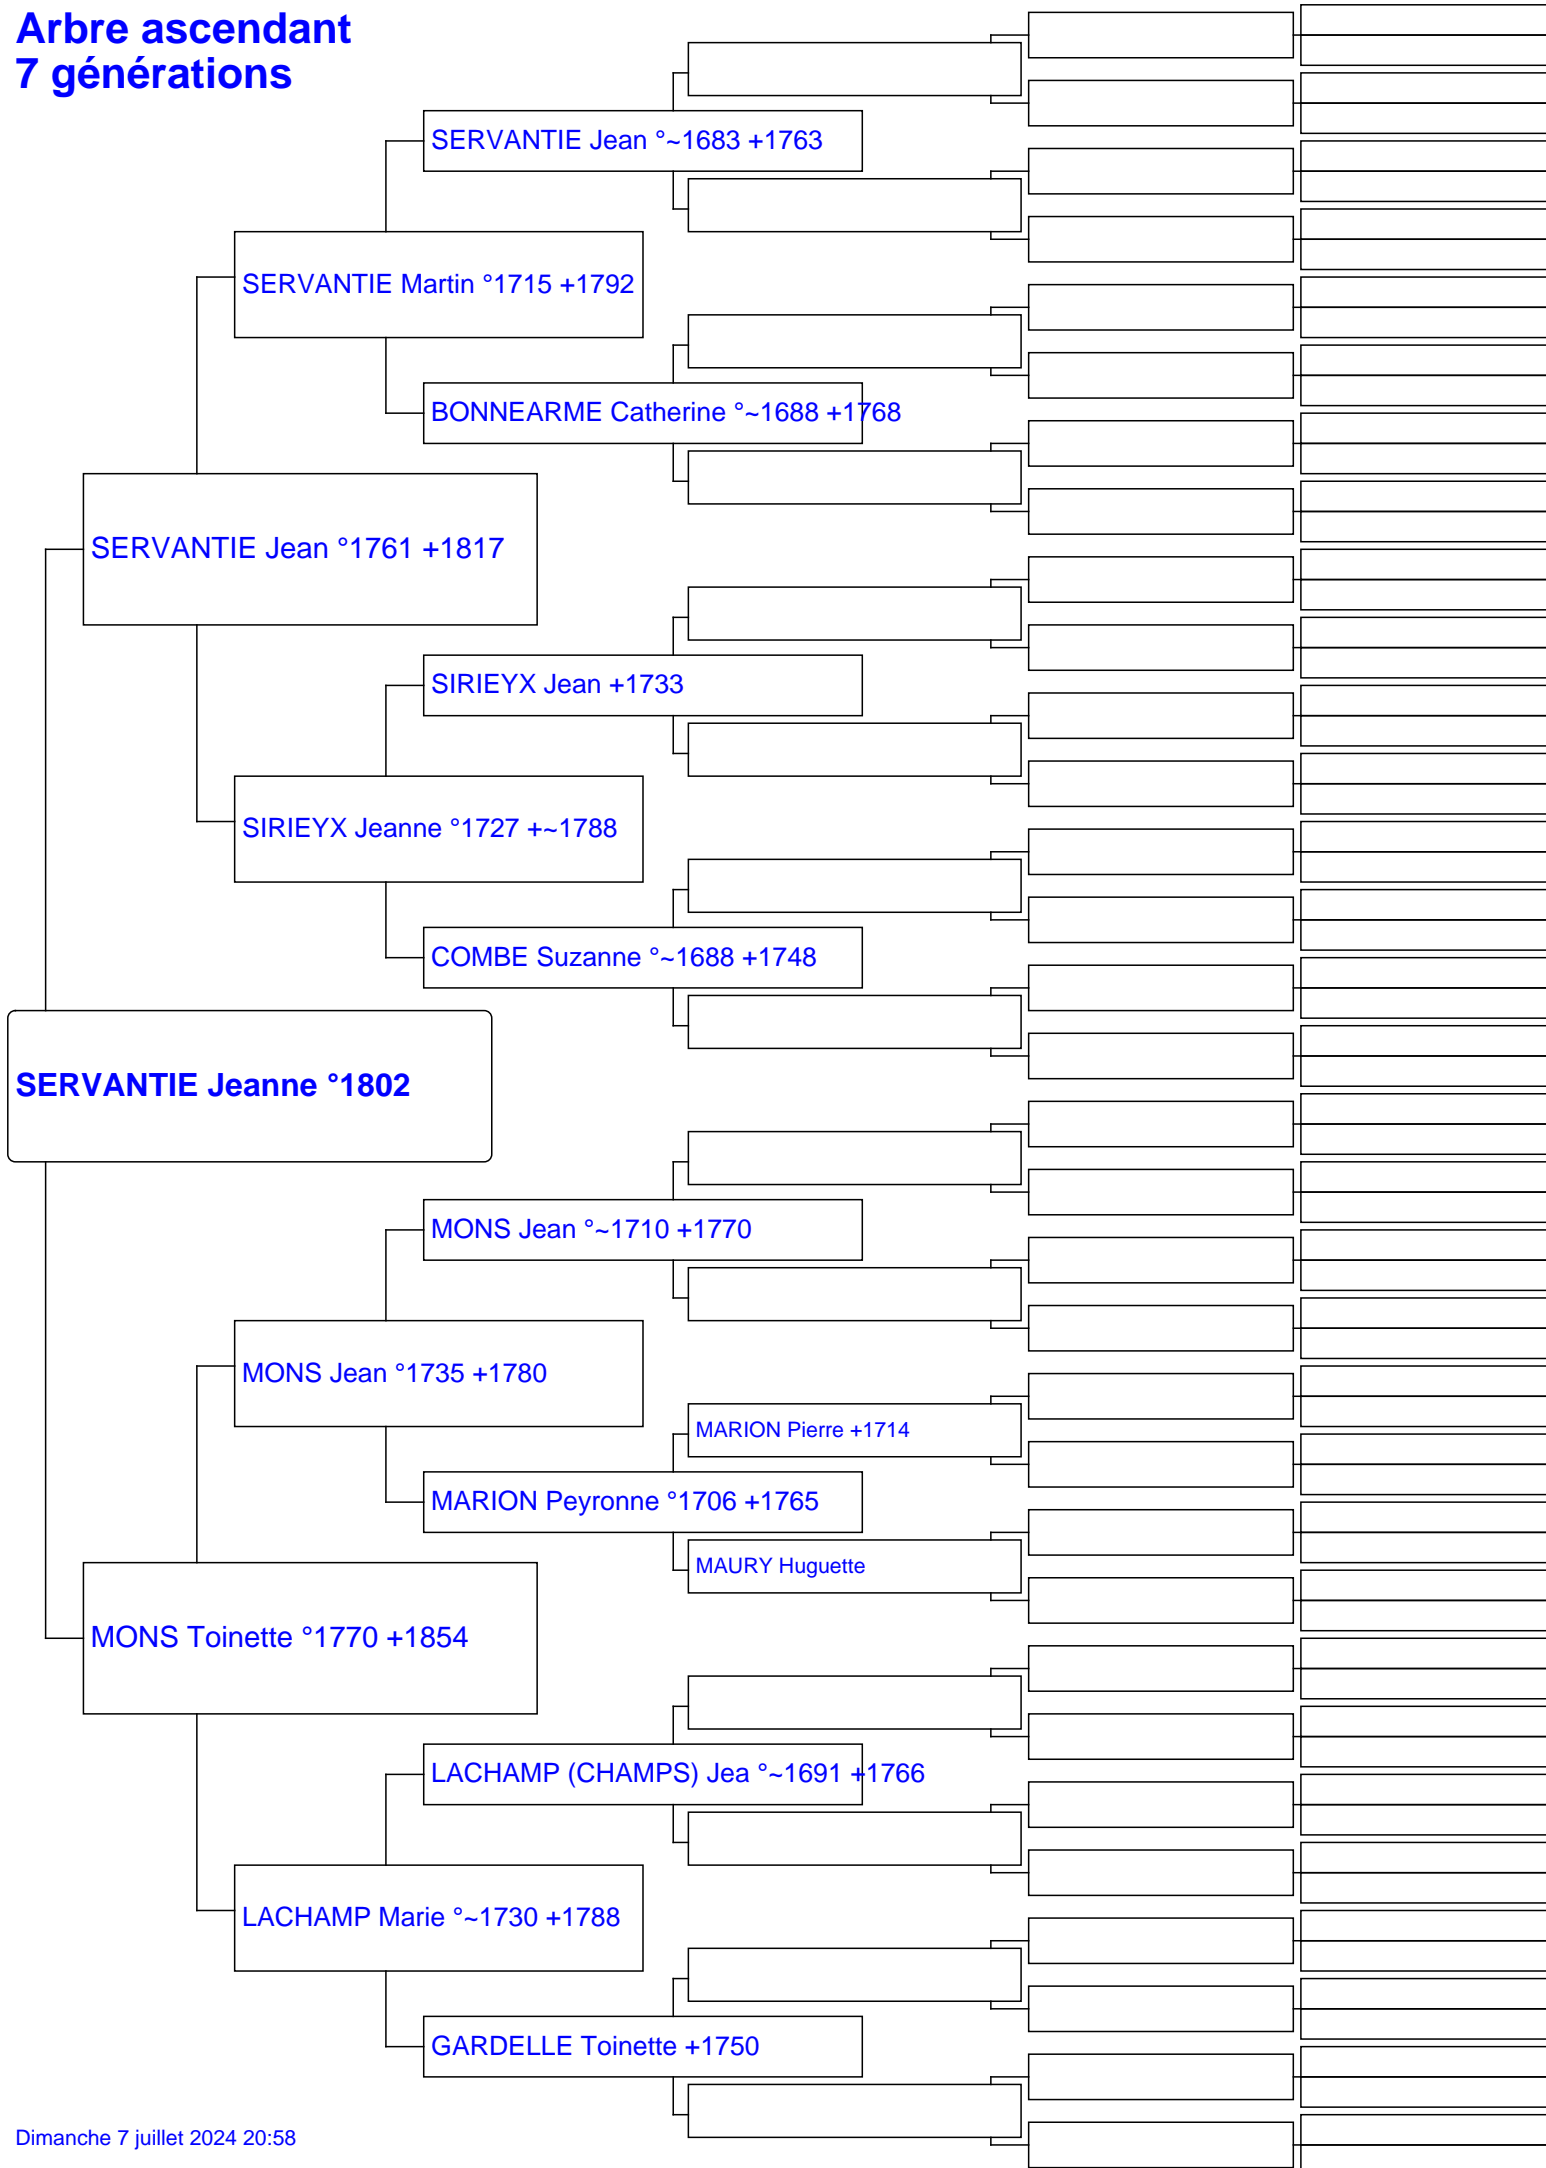 Arbre ascendant
7 générations
SERVANTIE Jean °~1683 +1763
SERVANTIE Martin °1715 +1792
BONNEARME Catherine °~1688 +1768
SERVANTIE Jean °1761 +1817
SIRIEYX Jean +1733
SIRIEYX Jeanne °1727 +~1788
COMBE Suzanne °~1688 +1748
SERVANTIE Jeanne °1802
MONS Jean °~1710 +1770
MONS Jean °1735 +1780
MARION Pierre +1714
MARION Peyronne °1706 +1765
MAURY Huguette
MONS Toinette °1770 +1854
LACHAMP (CHAMPS) Jea °~1691 +1766
LACHAMP Marie °~1730 +1788
GARDELLE Toinette +1750
Dimanche 7 juillet 2024 20:58